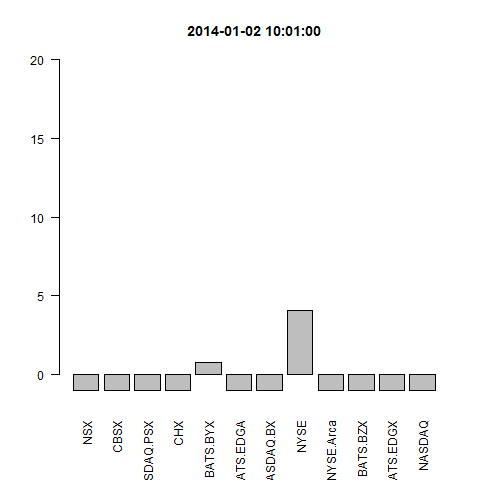 2014-01-02 10:01:00
20
15
10
5
0
NSX
CBSX
SDAQ.PSX
CHX
BATS.BYX
ATS.EDGA
ASDAQ.BX
NYSE
NYSE.Arca
BATS.BZX
ATS.EDGX
NASDAQ